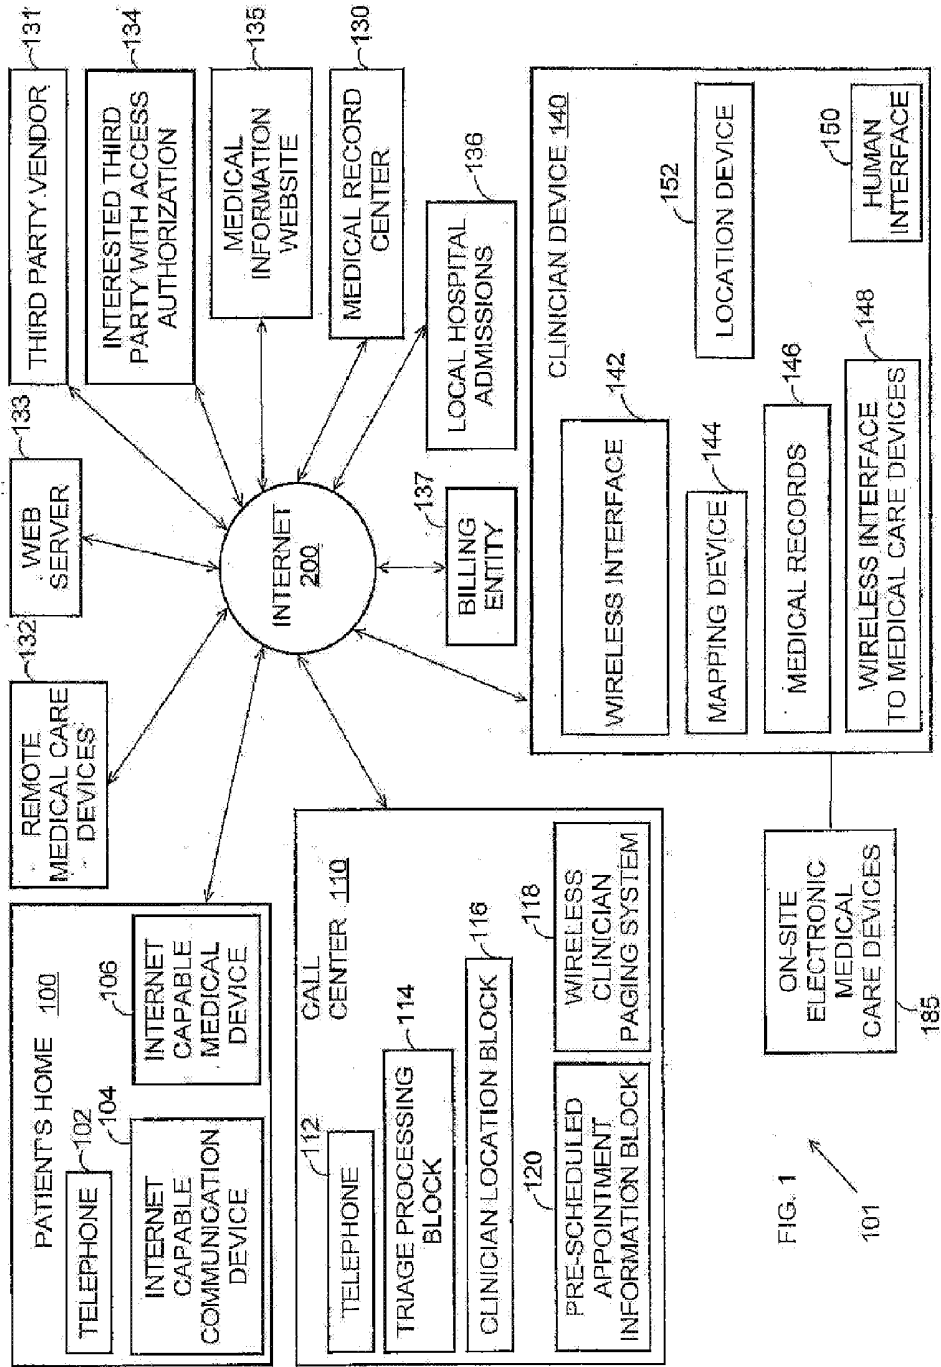 PATIENT'S HOME 100
TELEPHONE
102
104
INTERNET
CAPABLE
COMMUNICATION
DEVICE
106
INTERNET
CAPABLE
MEDICAL
DEVICE
REMOTE
MEDICAL CARE
DEVICES
132
WEB
SERVER
133
THIRD PARTY VENDOR
131
INTERESTED THIRD
PARTY WITH ACCESS
AUTHORIZATION
134
MEDICAL
INFORMATION
WEBSITE
135
MEDICAL RECORD
CENTER
130
LOCAL HOSPITAL
ADMISSIONS
136
INTERNET
200
BILLING
ENTITY
137
CALL
CENTER 110
112
TELEPHONE
TRIAGE PROCESSING
BLOCK
114
CLINICIAN LOCATION BLOCK
116
120
PRE-SCHEDULED
APPOINTMENT
INFORMATION BLOCK
118
WIRELESS
CLINICIAN
PAGING SYSTEM
CLINICIAN DEVICE 140
WIRELESS INTERFACE
142
MAPPING DEVICE
144
MEDICAL RECORDS
146
WIRELESS INTERFACE
TO MEDICAL CARE DEVICES
148
152
LOCATION DEVICE
150
HUMAN
INTERFACE
ON-SITE
ELECTRONIC
MEDICAL
CARE DEVICES
185
FIG. 1
101